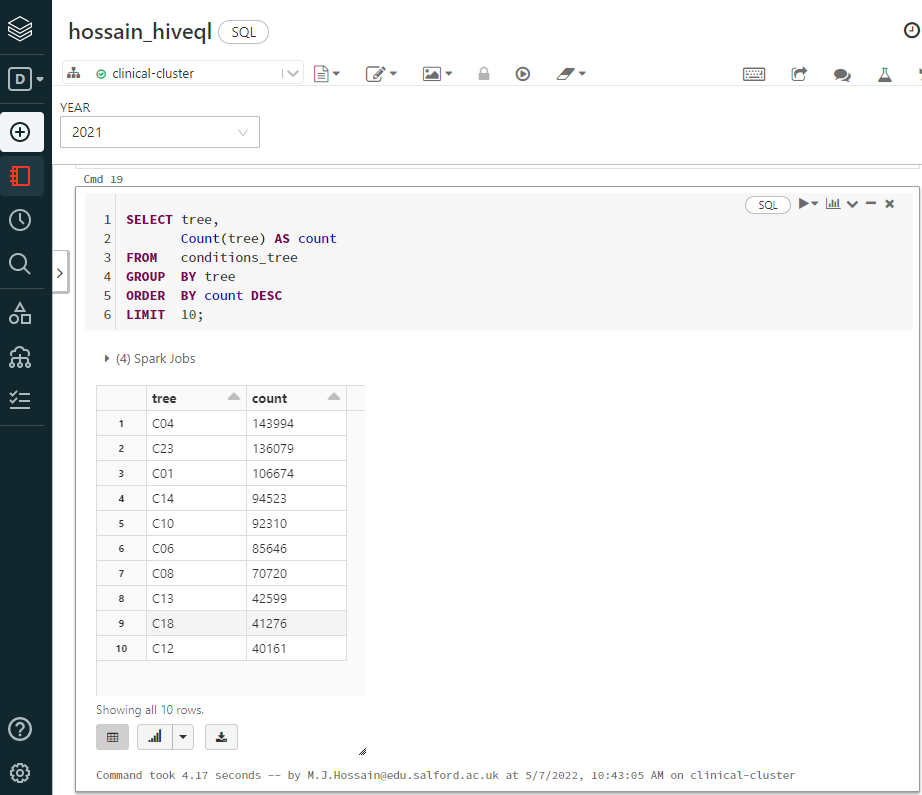 hossain_hiveql SQL
D
clinical-cluster
YEAR
2021
Cmd 19
SQL
1 SELECT tree,
2 Count(tree) AS count
3 FROM conditions_tree
4 GROUP BY tree
5 ORDER BY count DESC
6 LIMIT 10;
(4) Spark Jobs
tree count
1 C04 143994
2 C23 136079
3 C01 106674
4 C14 94523
5 C10 92310
6 C06 85646
7 C08 70720
8 C13 42599
9 C18 41276
10 C12 40161
Showing all 10 rows.
Command took 4.17 seconds -- by M.J.Hossain@edu.salford.ac.uk at 5/7/2022, 10:43:05 AM on clinical-cluster